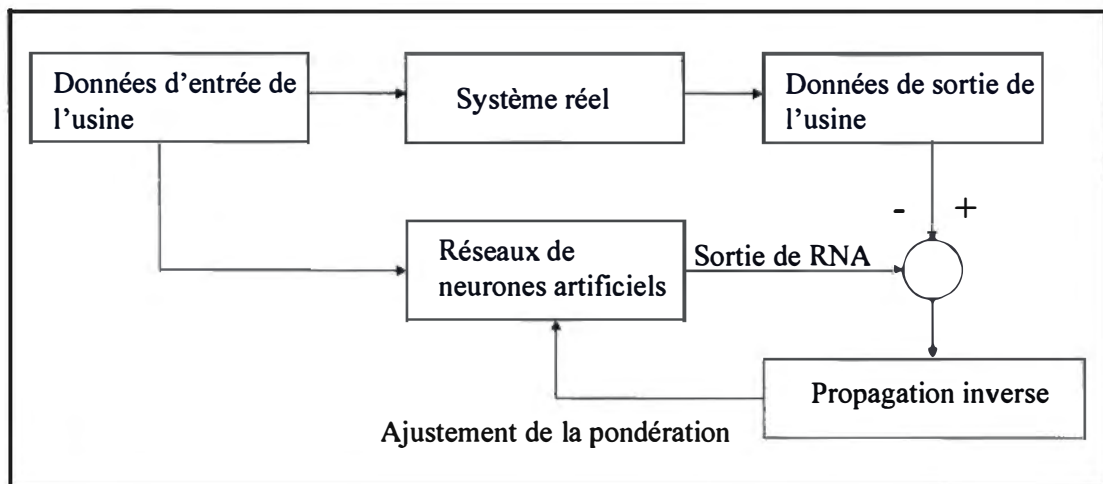 Données d'entrée de
l'usine
Système réel
Données de sortie de
l'usine
- +
Réseaux de
neurones artificiels
Sortie de RNA
Propagation inverse
Ajustement de la pondération